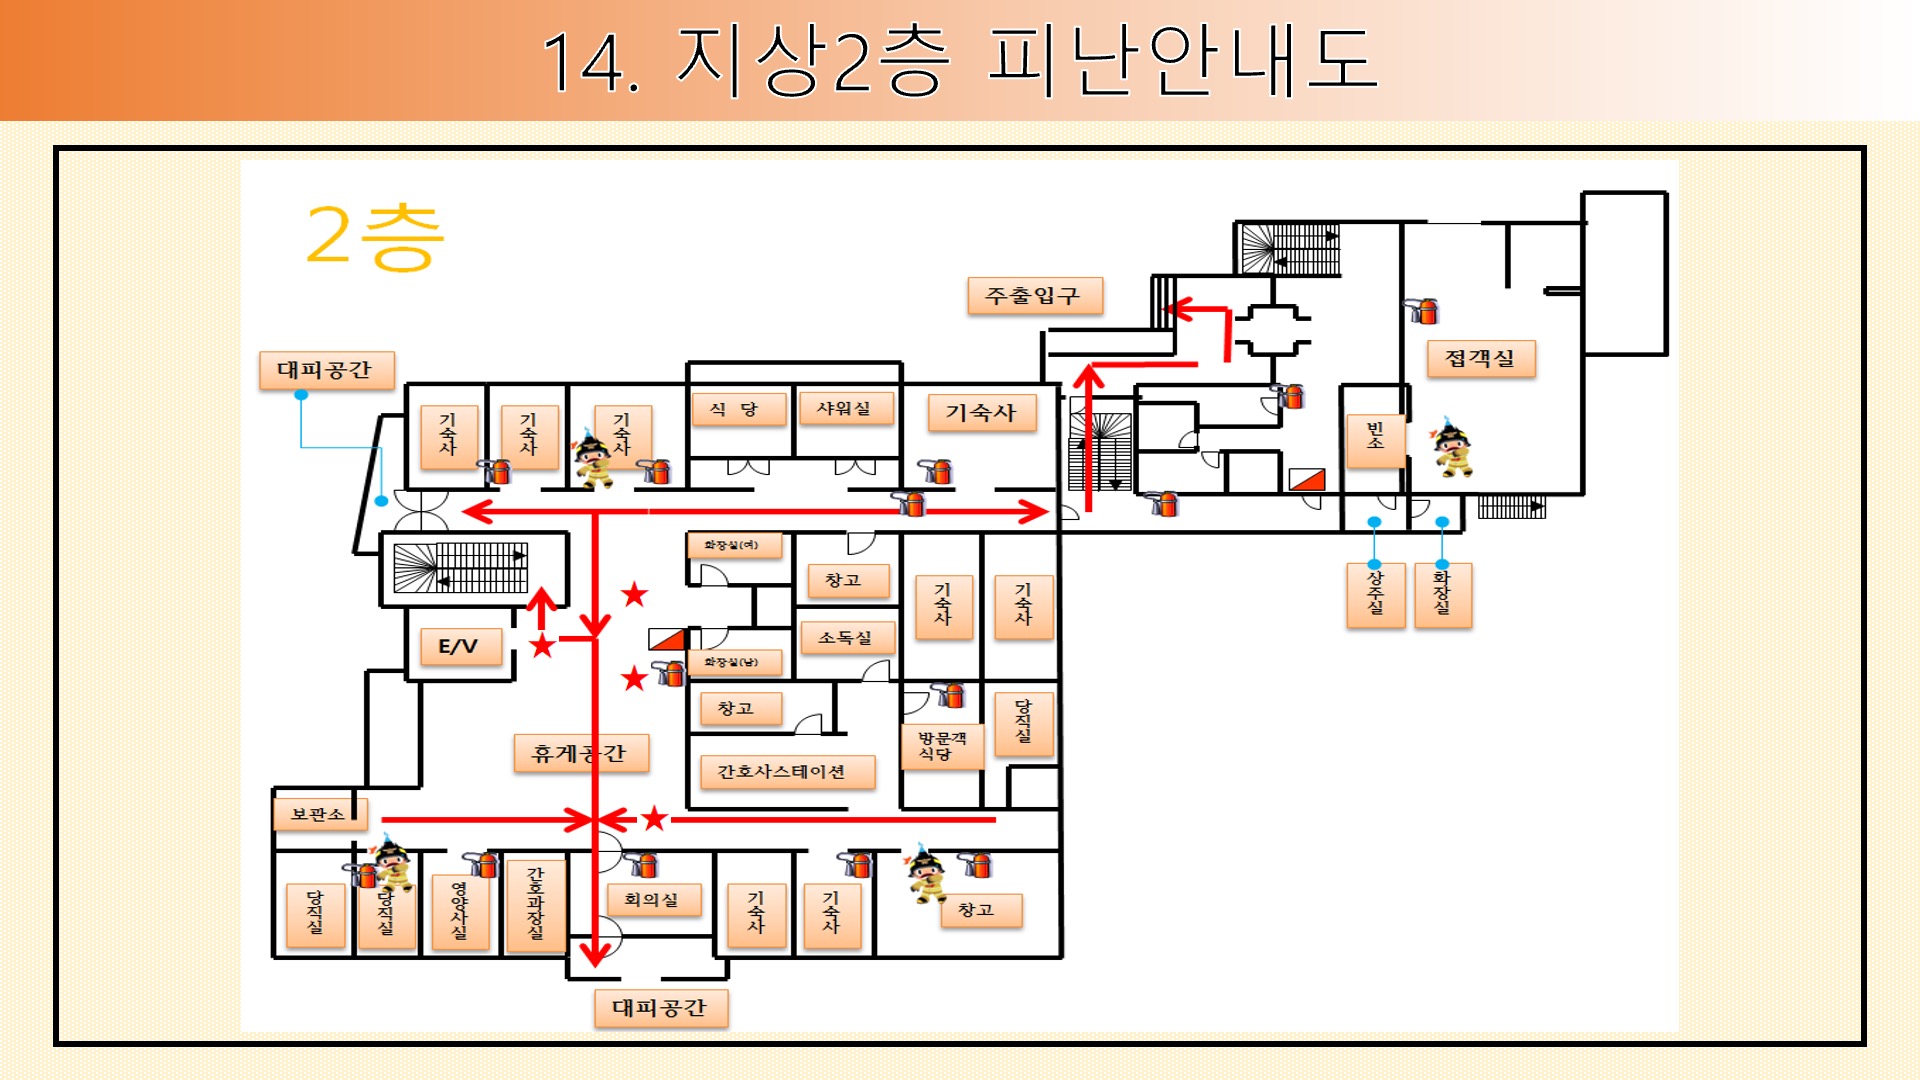 14. 지상2층 피난안내도
2층
주출입구
대피공간
접객실
기숙사
기숙사
기숙사
식 당
샤워실
기숙사
빈소
화장실(여)
창고
기숙사
기숙사
상주실
화장실
E/V
소독실
화장실(남)
창고
당직실
방문객
식당
휴게공간
간호사스테이션
보관소
당직실
당직실
영양사실
간호과장실
회의실
기숙사
기숙사
창고
대피공간